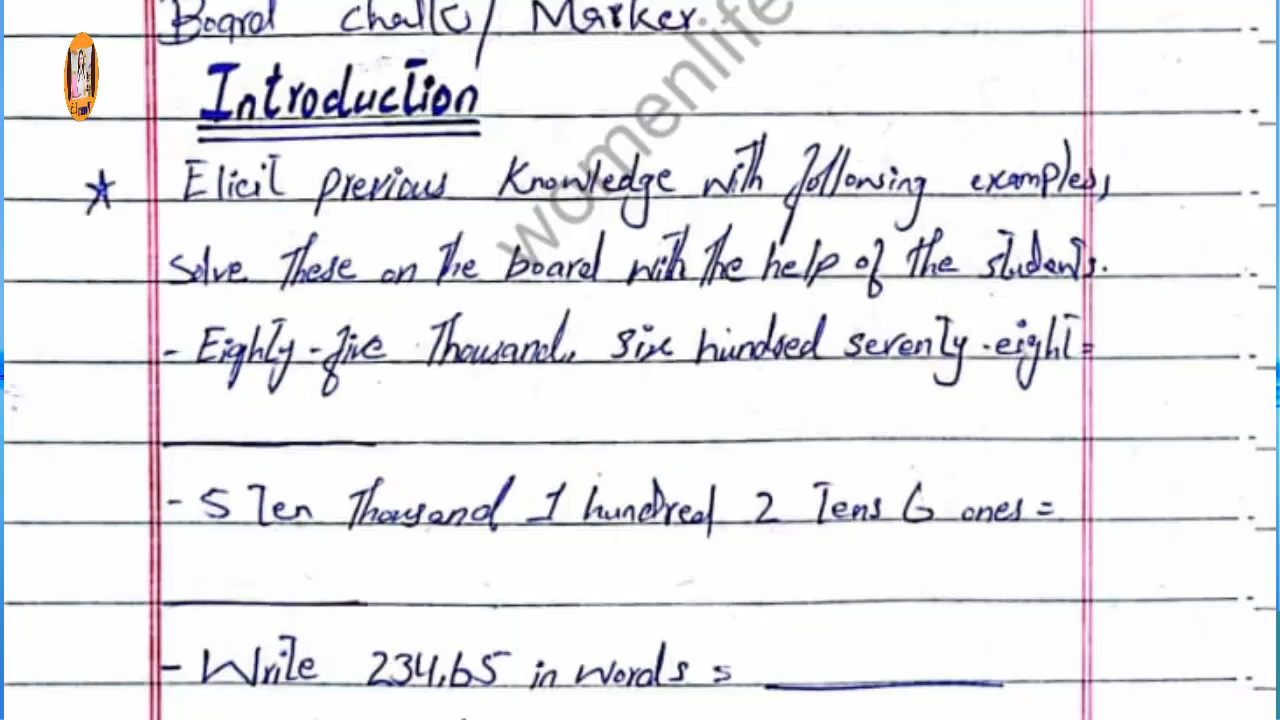 Board chalk/ Marker
Introduction
Elicit previous knowledge with following examples,
solve these on the board with the help of the students.
- Eighty-five Thousand, six hundred seventy-eight =
- 5 Ten Thousand 1 hundred 2 Tens 6 ones =
- Write 234,65 in words =
womenlife